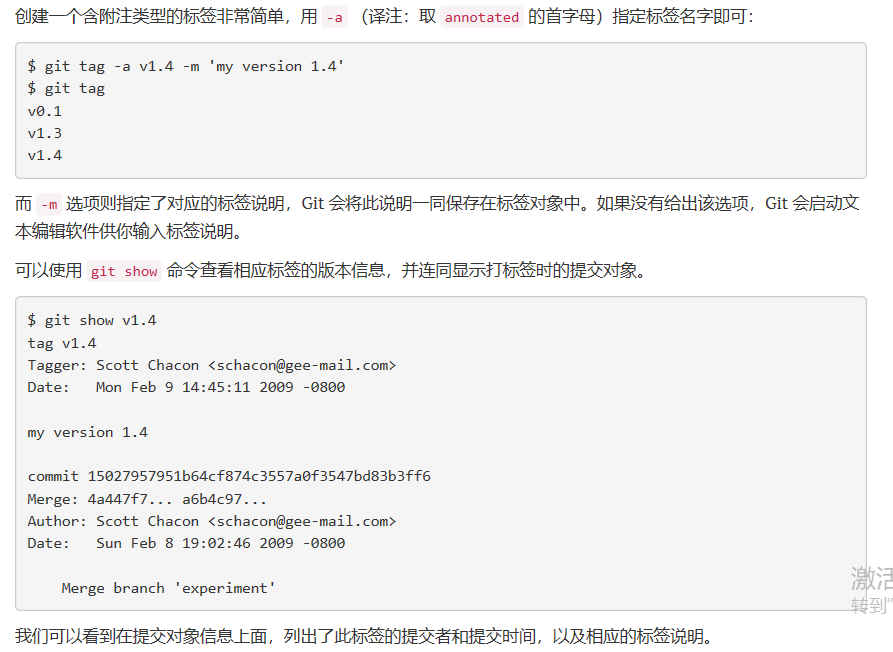 创建一个含附注类型的标签非常简单，用 -a （译注：取 annotated 的首字母）指定标签名字即可：
$ git tag -a v1.4 -m 'my version 1.4'
$ git tag
v0.1
v1.3
v1.4
而 -m 选项则指定了对应的标签说明，Git 会将此说明一同保存在标签对象中。如果没有给出该选项，Git 会启动文
本编辑软件供你输入标签说明。
可以使用 git show 命令查看相应标签的版本信息，并连同显示打标签时的提交对象。
$ git show v1.4
tag v1.4
Tagger: Scott Chacon <schacon@gee-mail.com>
Date:   Mon Feb 9 14:45:11 2009 -0800
my version 1.4
commit 15027957951b64cf874c3557a0f3547bd83b3ff6
Merge: 4a447f7... a6b4c97...
Author: Scott Chacon <schacon@gee-mail.com>
Date:   Sun Feb 8 19:02:46 2009 -0800
    Merge branch 'experiment'
激活
转到"
我们可以看到在提交对象信息上面，列出了此标签的提交者和提交时间，以及相应的标签说明。